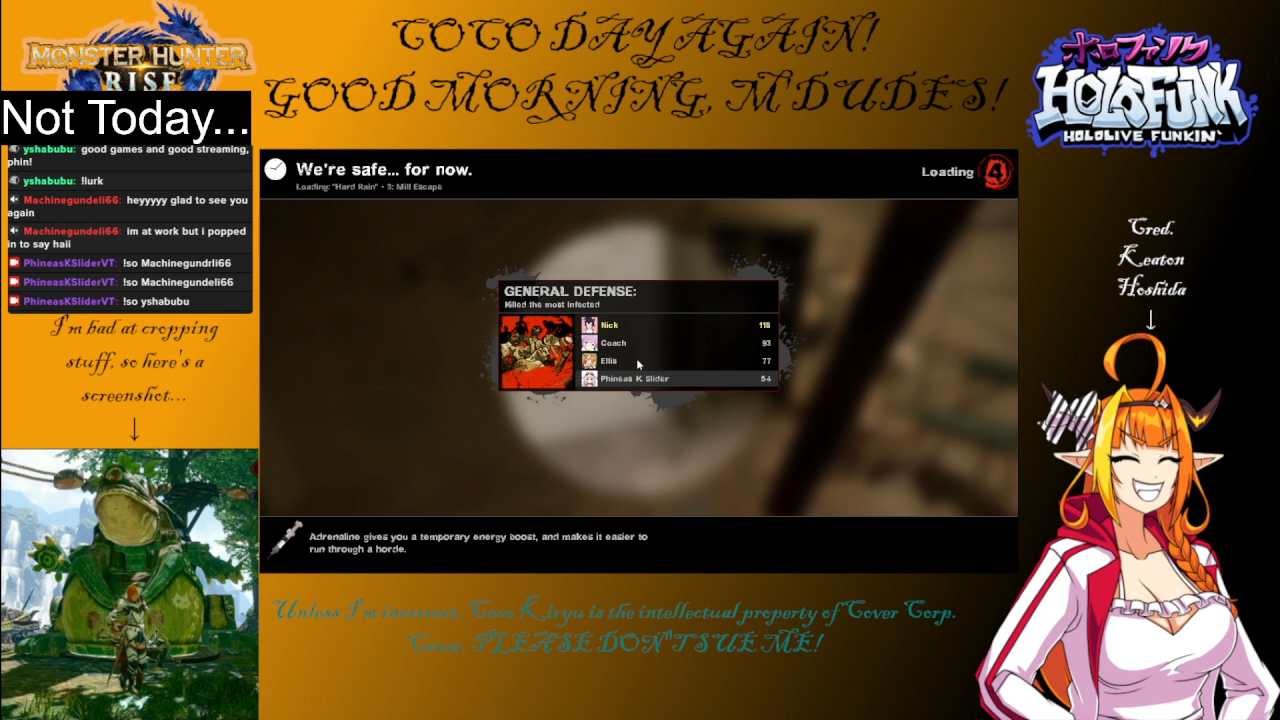 MONSTER HUNTER
RISE
Not Today...
COCO DAY AGAIN!
GOOD MORNING, M'DUDES!
ホロファンク
HOLOFUNK
HOLOLIVE FUNKIN'
yshabubu: good games and good streaming,
phin!
yshabubu: !lurk
Machinegundeli66: heyyyyy glad to see you
again
Machinegundeli66: im at work but i popped
in to say haii
PhineasKSliderVT: !so Machinegundrli66
PhineasKSliderVT: !so Machinegundeli66
PhineasKSliderVT: !so yshabubu
I'm bad at cropping
stuff, so here's a
screenshot...
↓
We're safe... for now.
Loading: "Hard Rain" - 3: Mill Escape
Loading
4
GENERAL DEFENSE:
Killed the most Infected
Nick 118
Coach 93
Ellis 77
Phineas K. Slider 54
Adrenaline gives you a temporary energy boost, and makes it easier to
run through a horde.
Cred.
Keaton
Hoshida
↓
Unless I'm incorrect, Coco Kiryu is the intellectual property of Cover Corp.
Cover, PLEASE DON'T SUE ME!